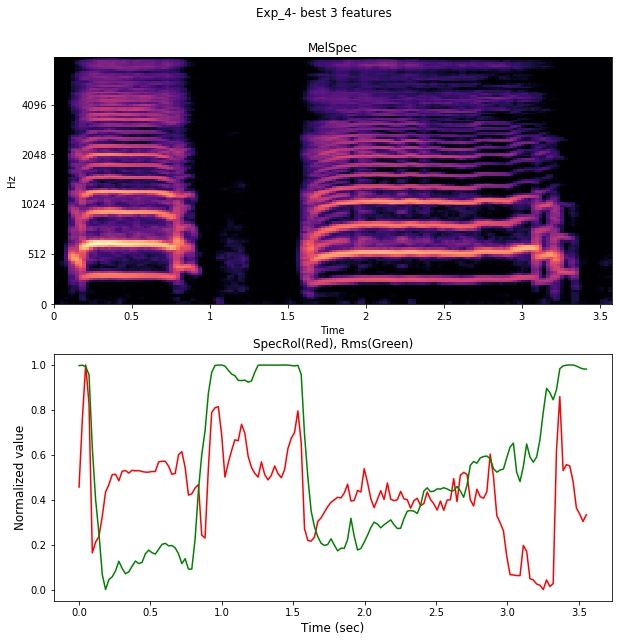 Exp_4- best 3 features
MelSpec
Hz
4096
2048
1024
512
0
0 0.5 1 1.5 2 2.5 3 3.5
Time
SpecRol(Red), Rms(Green)
Normalized value
1.0
0.8
0.6
0.4
0.2
0.0
0.0 0.5 1.0 1.5 2.0 2.5 3.0 3.5
Time (sec)